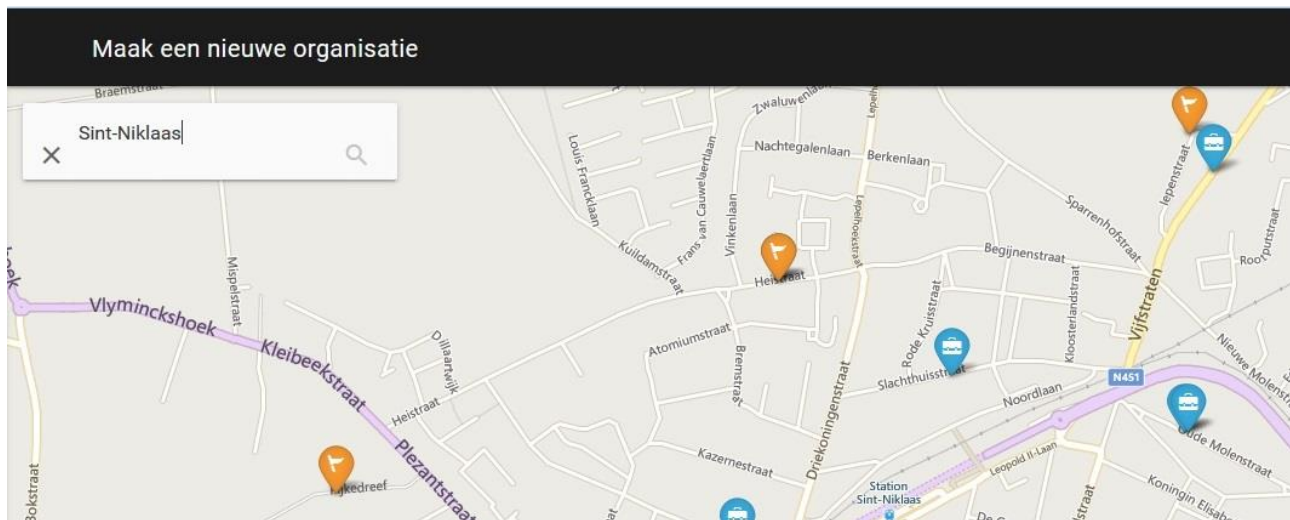 Maak een nieuwe organisatie
Braemstraat
Sint-Niklaas
Zwaluwenlaan
Louis Francklaan
Frans van Cauwelaertlaan
Nachtegalenlaan
Berkenlaan
Vinkenlaan
Lepelhoekstraat
Iepenstraat
Sparrenhofstraat
Kuildamstraat
Heistraat
Begijnenstraat
Mispelstraat
Vlyminckshoek
Kleibeekstraat
Dillaartwijk
Atomiumstraat
Bremstraat
Rode Kruisstraat
Kloosterlandstraat
Vijfstraten
Slachthuisstraat
N451
Nieuwe Molenstraat
Noordlaan
Heistraat
Plezantstraat
Driekoningenstraat
Kazernestraat
Leopold II-Laan
Oude Molenstraat
Bokstraat
Station
Sint-Niklaas
Koningin Elisab